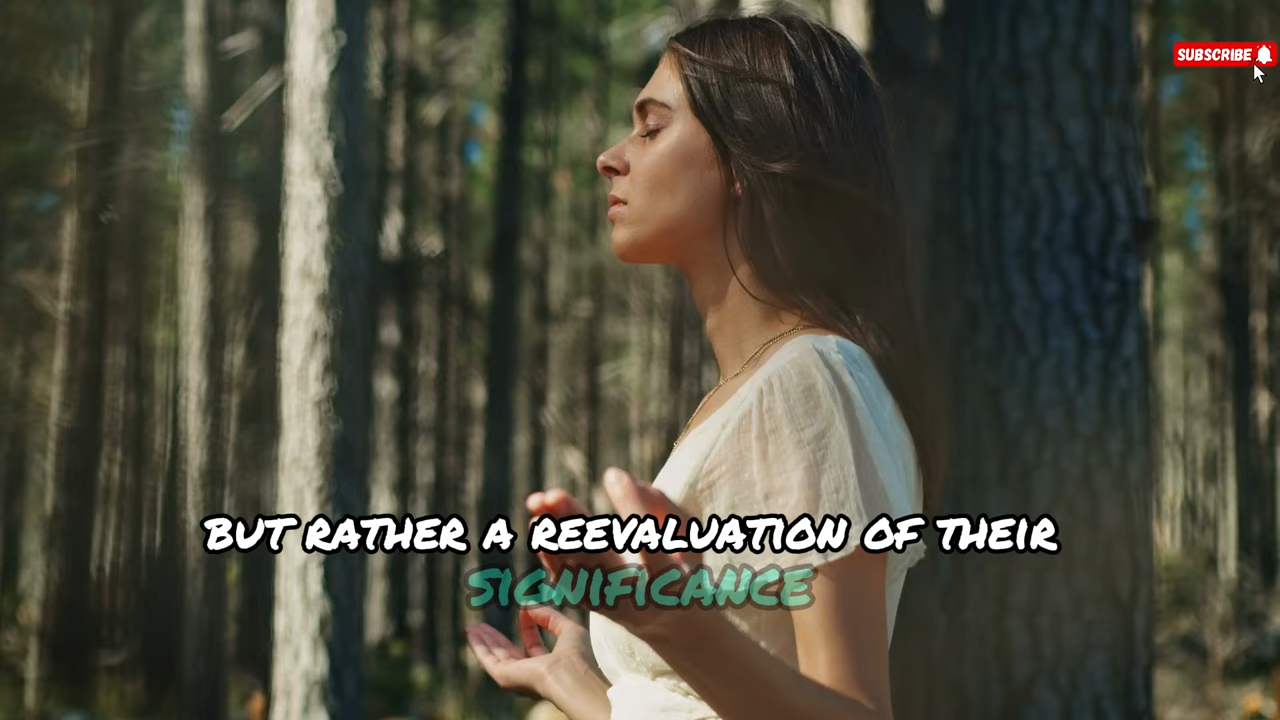 SUBSCRIBE
BUT RATHER A REEVALUATION OF THEIR
SIGNIFICANCE